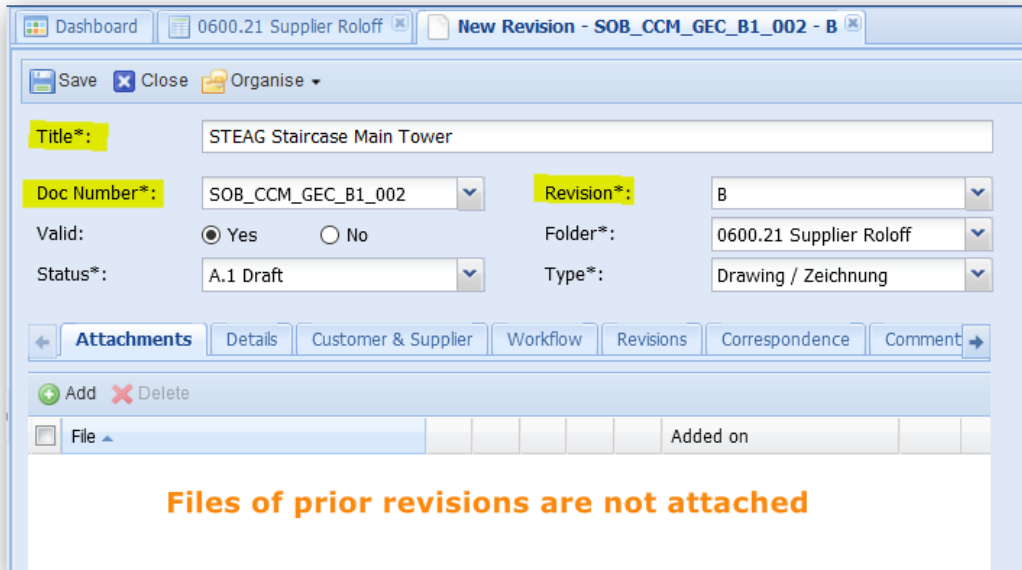 Dashboard 0600.21 Supplier Roloff New Revision - SOB_CCM_GEC_B1_002 - B
Save Close Organise
Title*: STEAG Staircase Main Tower
Doc Number*: SOB_CCM_GEC_B1_002 Revision*: B
Valid: Yes No Folder*: 0600.21 Supplier Roloff
Status*: A.1 Draft Type*: Drawing / Zeichnung
Attachments Details Customer & Supplier Workflow Revisions Correspondence Comment
Add Delete
File Added on
Files of prior revisions are not attached